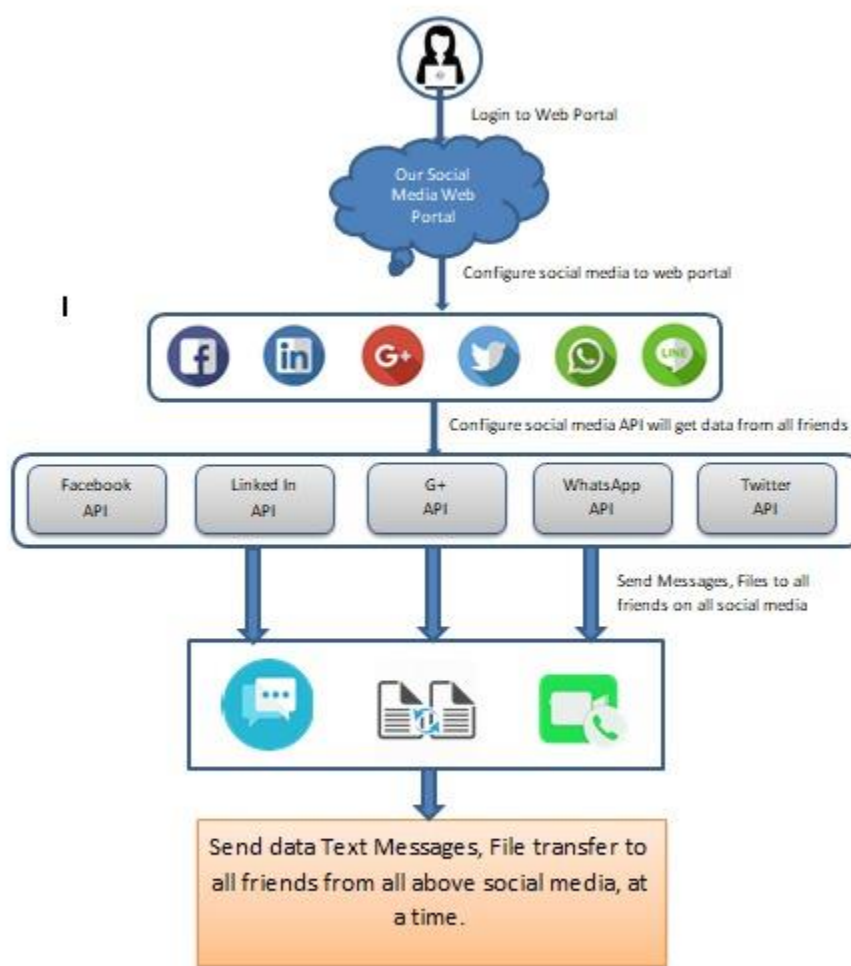 Login to Web Portal
Our Social
Media Web
Portal
Configure social media to web portal
I
f
in
G+
LINE
Configure social media API will get data from all friends
Facebook
API
Linked In
API
G+
API
WhatsApp
API
Twitter
API
Send Messages, Files to all
friends on all social media
Send data Text Messages, File transfer to
all friends from all above social media, at
a time.